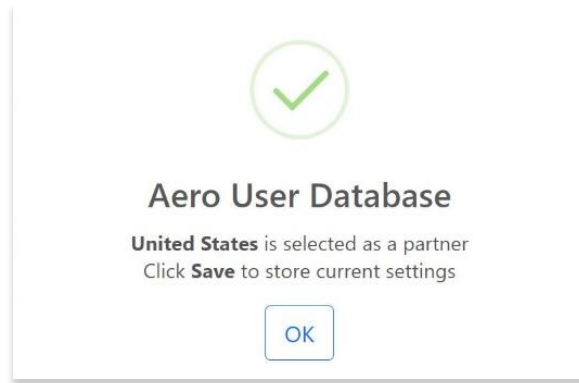 Aero User Database
United States is selected as a partner
Click Save to store current settings
OK